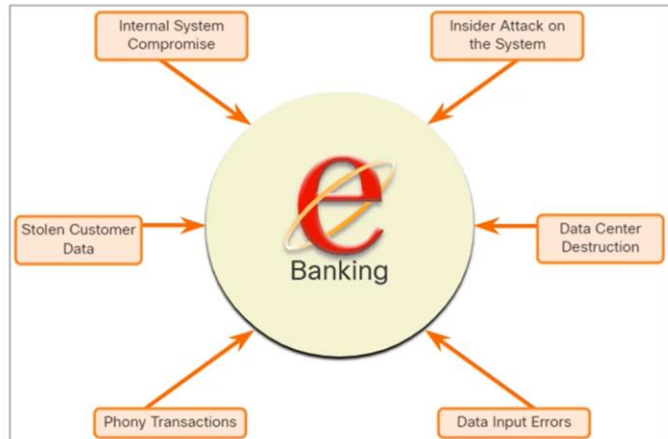 Internal System
Compromise
Insider Attack on
the System
Stolen Customer
Data
e
Banking
Data Center
Destruction
Phony Transactions
Data Input Errors